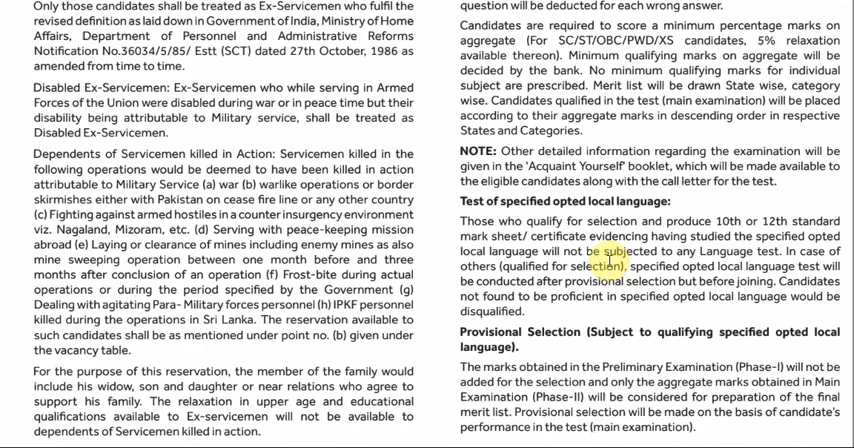 Only those candidates shall be treated as Ex-Servicemen who fulfil the
revised definition as laid down in Government of India, Ministry of Home
Affairs, Department of Personnel and Administrative Reforms
Notification No.36034/5/85/ Estt (SCT) dated 27th October, 1986 as
amended from time to time.
Disabled Ex-Servicemen: Ex-Servicemen who while serving in Armed
Forces of the Union were disabled during war or in peace time but their
disability being attributable to Military service, shall be treated as
Disabled Ex-Servicemen.
Dependents of Servicemen killed in Action: Servicemen killed in the
following operations would be deemed to have been killed in action
attributable to Military Service (a) war (b) warlike operations or border
skirmishes either with Pakistan on cease fire line or any other country
(c) Fighting against armed hostiles in a counter insurgency environment
viz. Nagaland, Mizoram, etc. (d) Serving with peace-keeping mission
abroad (e) Laying or clearance of mines including enemy mines as also
mine sweeping operation between one month before and three
months after conclusion of an operation (f) Frost-bite during actual
operations or during the period specified by the Government (g)
Dealing with agitating Para- Military forces personnel (h) IPKF personnel
killed during the operations in Sri Lanka. The reservation available to
such candidates shall be as mentioned under point no. (b) given under
the vacancy table.
For the purpose of this reservation, the member of the family would
include his widow, son and daughter or near relations who agree to
support his family. The relaxation in upper age and educational
qualifications available to Ex-servicemen will not be available to
dependents of Servicemen killed in action.
question will be deducted for each wrong answer.
Candidates are required to score a minimum percentage marks on
aggregate (For SC/ST/OBC/PWD/XS candidates, 5% relaxation
available thereon). Minimum qualifying marks on aggregate will be
decided by the bank. No minimum qualifying marks for individual
subject are prescribed. Merit list will be drawn State wise, category
wise. Candidates qualified in the test (main examination) will be placed
according to their aggregate marks in descending order in respective
States and Categories.
NOTE: Other detailed information regarding the examination will be
given in the 'Acquaint Yourself' booklet, which will be made available to
the eligible candidates along with the call letter for the test.
Test of specified opted local language:
Those who qualify for selection and produce 10th or 12th standard
mark sheet/ certificate evidencing having studied the specified opted
local language will not be subjected to any Language test. In case of
others (qualified for selection), specified opted local language test will
be conducted after provisional selection but before joining. Candidates
not found to be proficient in specified opted local language would be
disqualified.
Provisional Selection (Subject to qualifying specified opted local
language).
The marks obtained in the Preliminary Examination (Phase-I) will not be
added for the selection and only the aggregate marks obtained in Main
Examination (Phase-II) will be considered for preparation of the final
merit list. Provisional selection will be made on the basis of candidate's
performance in the test (main examination).